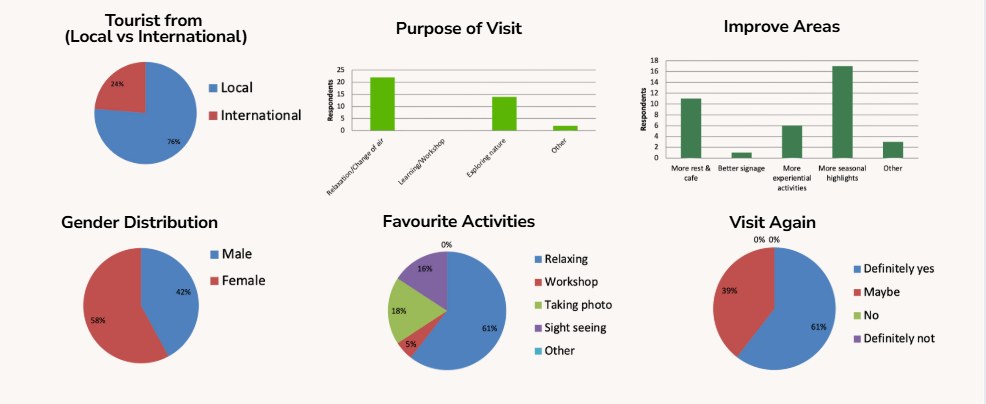 Tourist from
(Local vs International)
24%
76%
Local
International
Purpose of Visit
Respondents
25
20
15
10
5
0
Relaxation/Change of air
Learning/Workshop
Exploring nature
Other
Improve Areas
Respondents
18
16
14
12
10
8
6
4
2
0
More rest &
cafe
Better signage
More
experiential
activities
More seasonal
highlights
Other
Gender Distribution
42%
58%
Male
Female
Favourite Activities
0%
16%
18%
5%
61%
Relaxing
Workshop
Taking photo
Sight seeing
Other
Visit Again
0% 0%
39%
61%
Definitely yes
Maybe
No
Definitely not